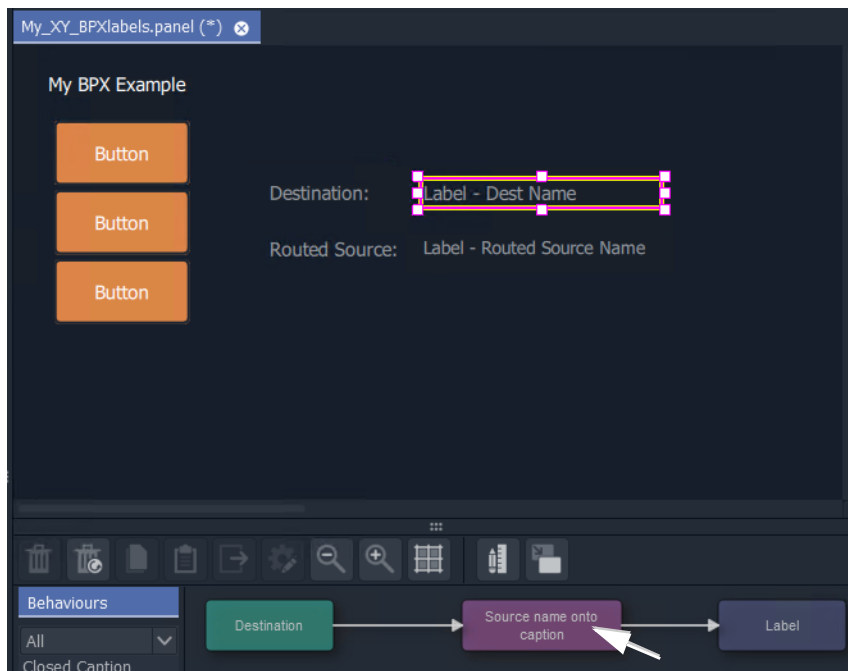 My_XY_BPXlabels.panel (*)
My BPX Example
Button
Destination: Label - Dest Name
Button
Routed Source: Label - Routed Source Name
Button
Behaviours
All
Closed Caption
Destination
Source name onto
caption
Label